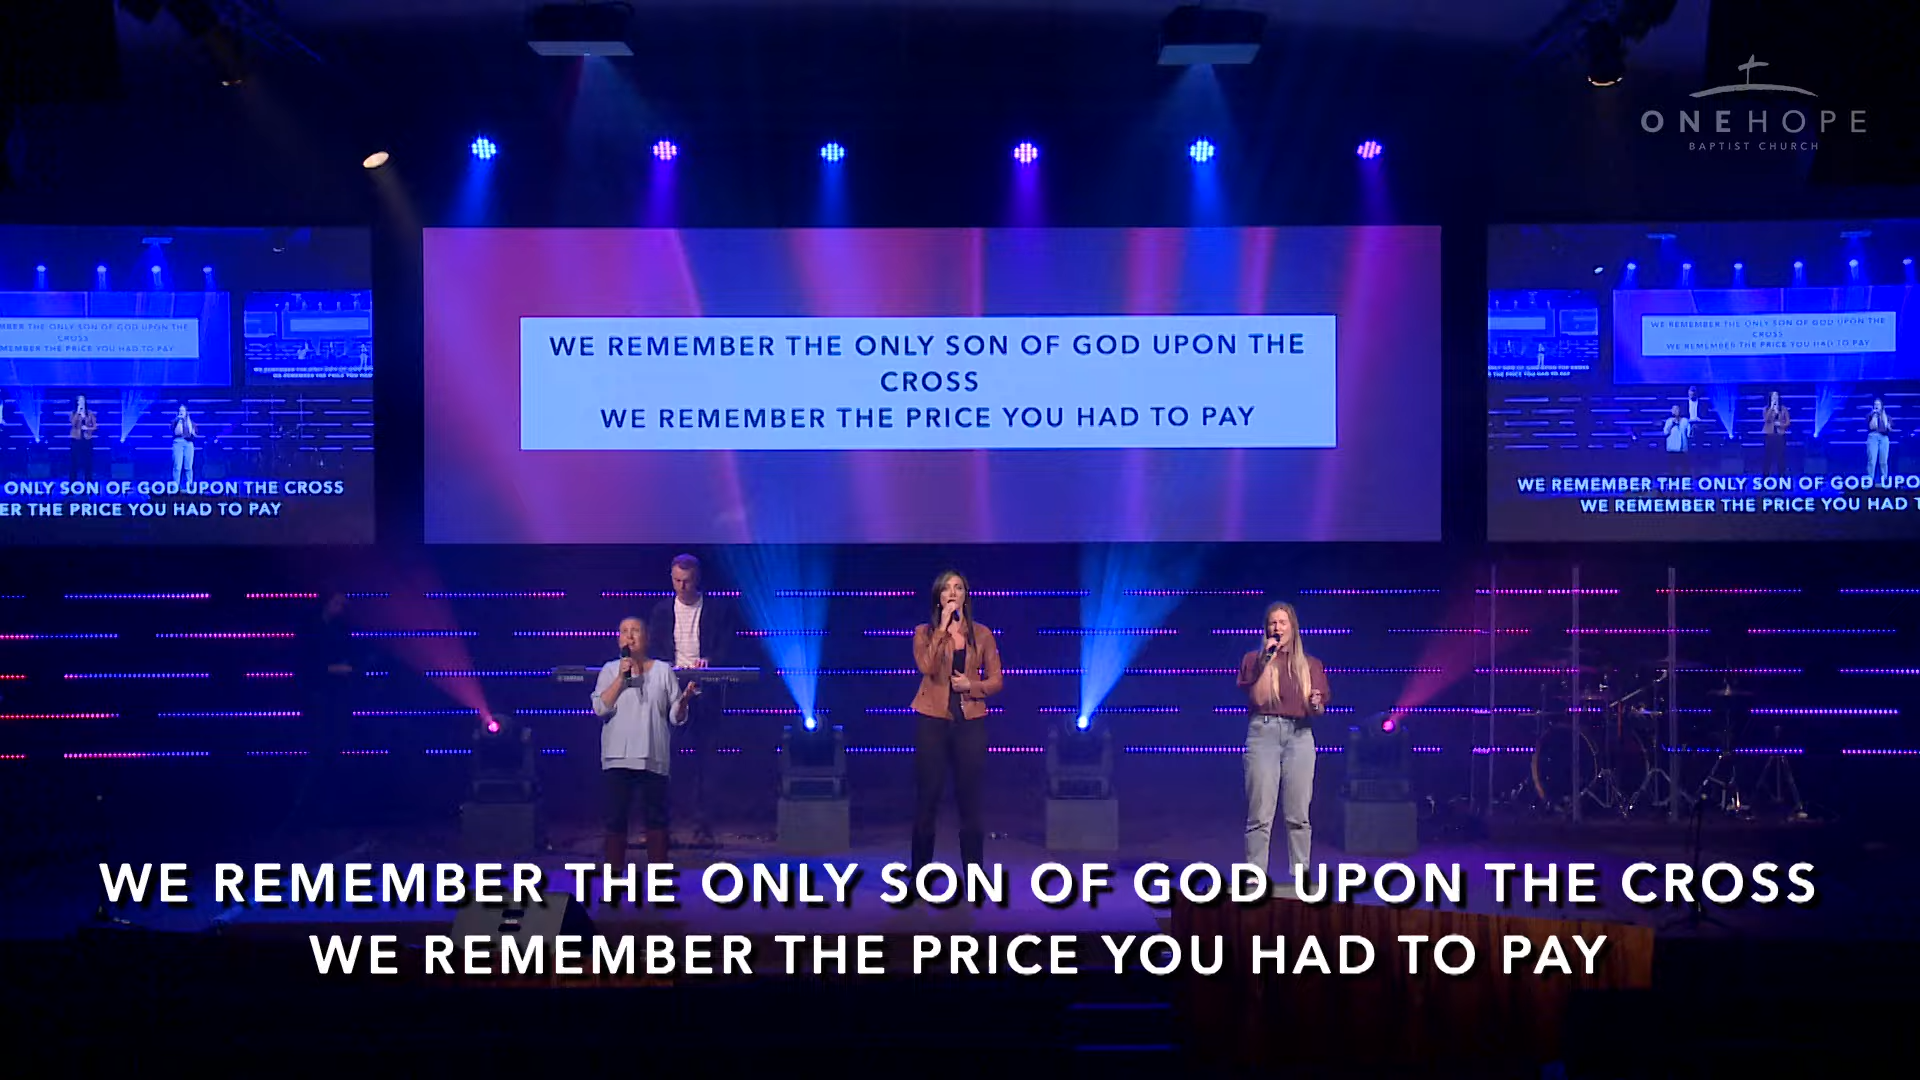 ONEHOPE
BAPTIST CHURCH
WE REMEMBER THE ONLY SON OF GOD UPON THE
CROSS
WE REMEMBER THE PRICE YOU HAD TO PAY
ONLY SON OF GOD UPON THE CROSS
ER THE PRICE YOU HAD TO PAY
WE REMEMBER THE ONLY SON OF GOD UPO
WE REMEMBER THE PRICE YOU HAD T
WE REMEMBER THE ONLY SON OF GOD UPON THE CROSS
WE REMEMBER THE PRICE YOU HAD TO PAY